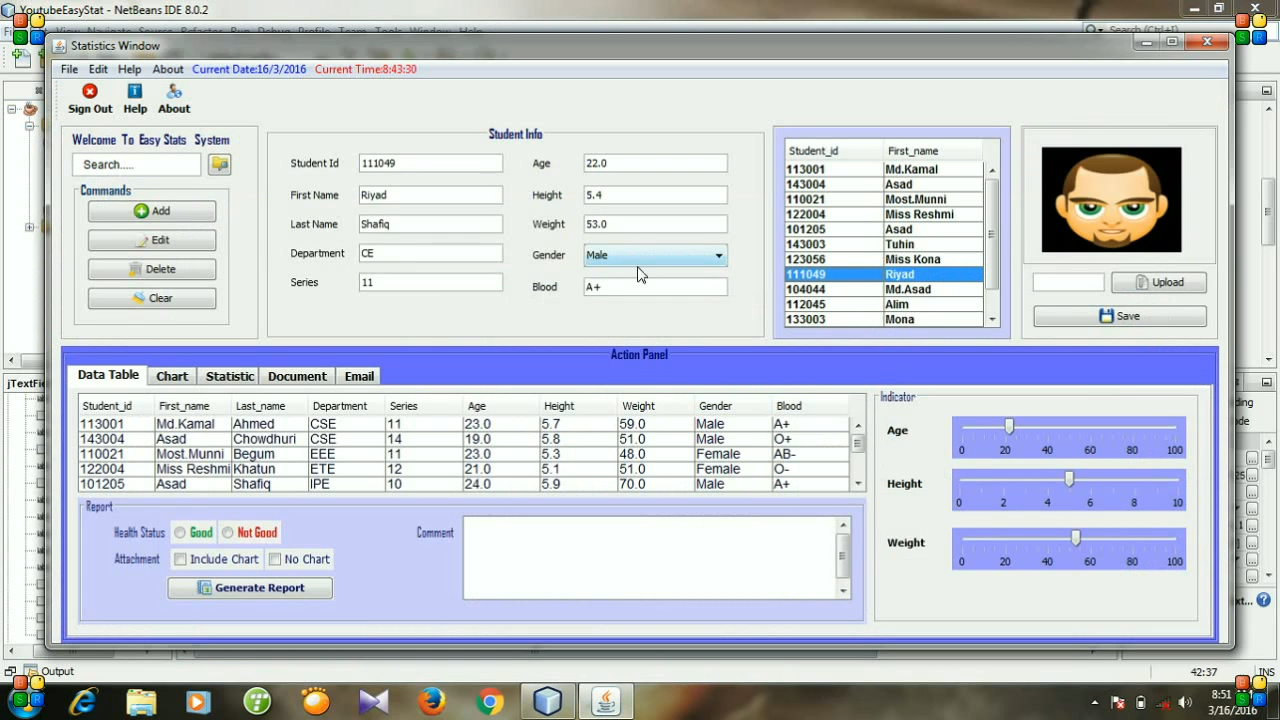 YoutubeEasyStat - NetBeans IDE 8.0.2
Statistics Window
File Edit Help About Current Date:16/3/2016 Current Time:8:43:30
Sign Out Help About
Welcome To Easy Stats System
Search.....
Commands
Add
Edit
Delete
Clear
Student Info
Student Id 111049 Age 22.0
First Name Riyad Height 5.4
Last Name Shafiq Weight 53.0
Department CE Gender Male
Series 11 Blood A+
Student_id First_name
113001 Md.Kamal
143004 Asad
110021 Most.Munni
122004 Miss Reshmi
101205 Asad
143003 Tuhin
123056 Miss Kona
111049 Riyad
104044 Md.Asad
112045 Alim
133003 Mona
Upload
Save
Action Panel
Data Table Chart Statistic Document Email
Student_id First_name Last_name Department Series Age Height Weight Gender Blood
113001 Md.Kamal Ahmed CSE 11 23.0 5.7 59.0 Male A+
143004 Asad Chowdhuri CSE 14 19.0 5.8 51.0 Male O+
110021 Most.Munni Begum EEE 11 23.0 5.3 48.0 Female AB-
122004 Miss Reshmi Khatun ETE 12 21.0 5.1 51.0 Female O-
101205 Asad Shafiq IPE 10 24.0 5.9 70.0 Male A+
Report
Health Status Good Not Good Comment
Attachment Include Chart No Chart
Generate Report
Indicator
Age
0 20 40 60 80 100
Height
0 2 4 6 8 10
Weight
0 20 40 60 80 100
jTextFi
Output
42:37 INS
8:51
3/16/2016